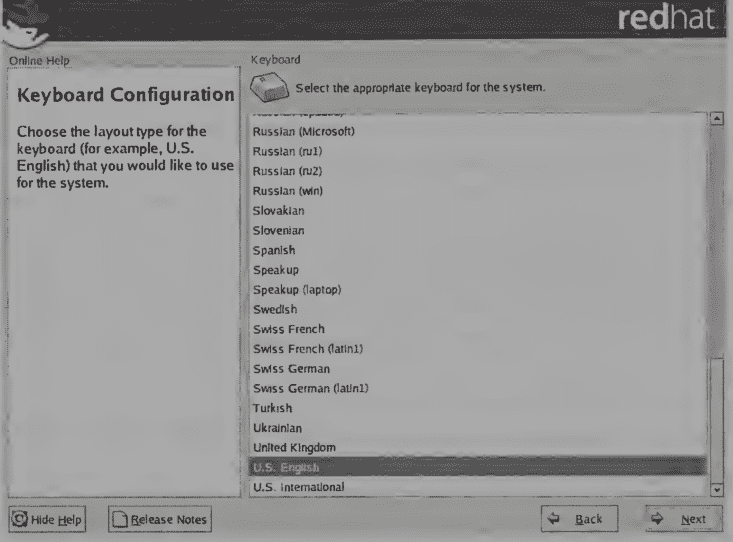 redhat
Online Help
Keyboard Configuration
Choose the layout type for the
keyboard (for example, U.S.
English) that you would like to use
for the system.
Keyboard
Select the appropriate keyboard for the system.
Russian (Microsoft)
Russian (ru1)
Russian (ru2)
Russian (win)
Slovakian
Slovenian
Spanish
Speakup
Speakup (laptop)
Swedish
Swiss French
Swiss French (latin1)
Swiss German
Swiss German (latin1)
Turkish
Ukrainian
United Kingdom
U.S. English
U.S. International
Hide Help
Release Notes
Back
Next